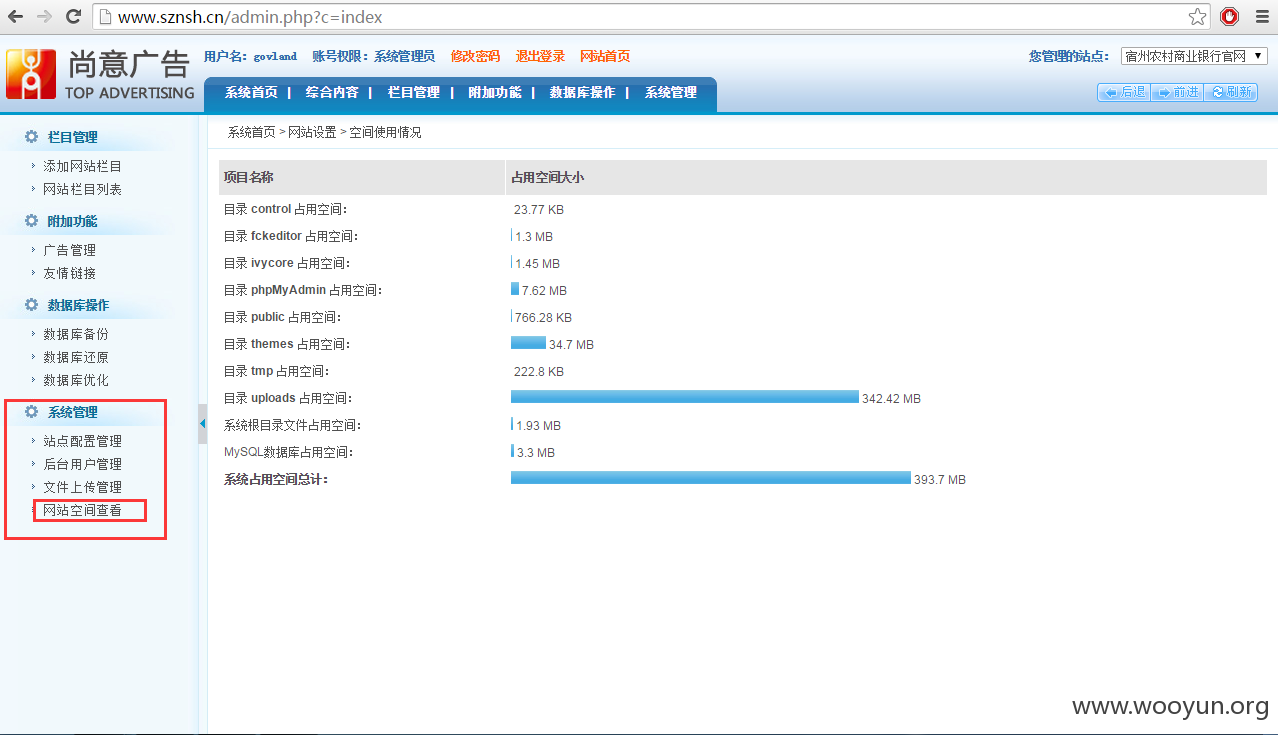 www.sznsh.cn/admin.php?c=index
尚意广告
TOP ADVERTISING
用户名：govland 账号权限：系统管理员 修改密码 退出登录 网站首页
您管理的站点： 宿州农村商业银行官网
系统首页 | 综合内容 | 栏目管理 | 附加功能 | 数据库操作 | 系统管理
后退 前进 刷新
栏目管理
添加网站栏目
网站栏目列表
附加功能
广告管理
友情链接
数据库操作
数据库备份
数据库还原
数据库优化
系统管理
站点配置管理
后台用户管理
文件上传管理
网站空间查看
系统首页 > 网站设置 > 空间使用情况
项目名称 占用空间大小
目录 control 占用空间： 23.77 KB
目录 fckeditor 占用空间： 1.3 MB
目录 ivycore 占用空间： 1.45 MB
目录 phpMyAdmin 占用空间： 7.62 MB
目录 public 占用空间： 766.28 KB
目录 themes 占用空间： 34.7 MB
目录 tmp 占用空间： 222.8 KB
目录 uploads 占用空间： 342.42 MB
系统根目录文件占用空间： 1.93 MB
MySQL数据库占用空间： 3.3 MB
系统占用空间总计： 393.7 MB
www.wooyun.org